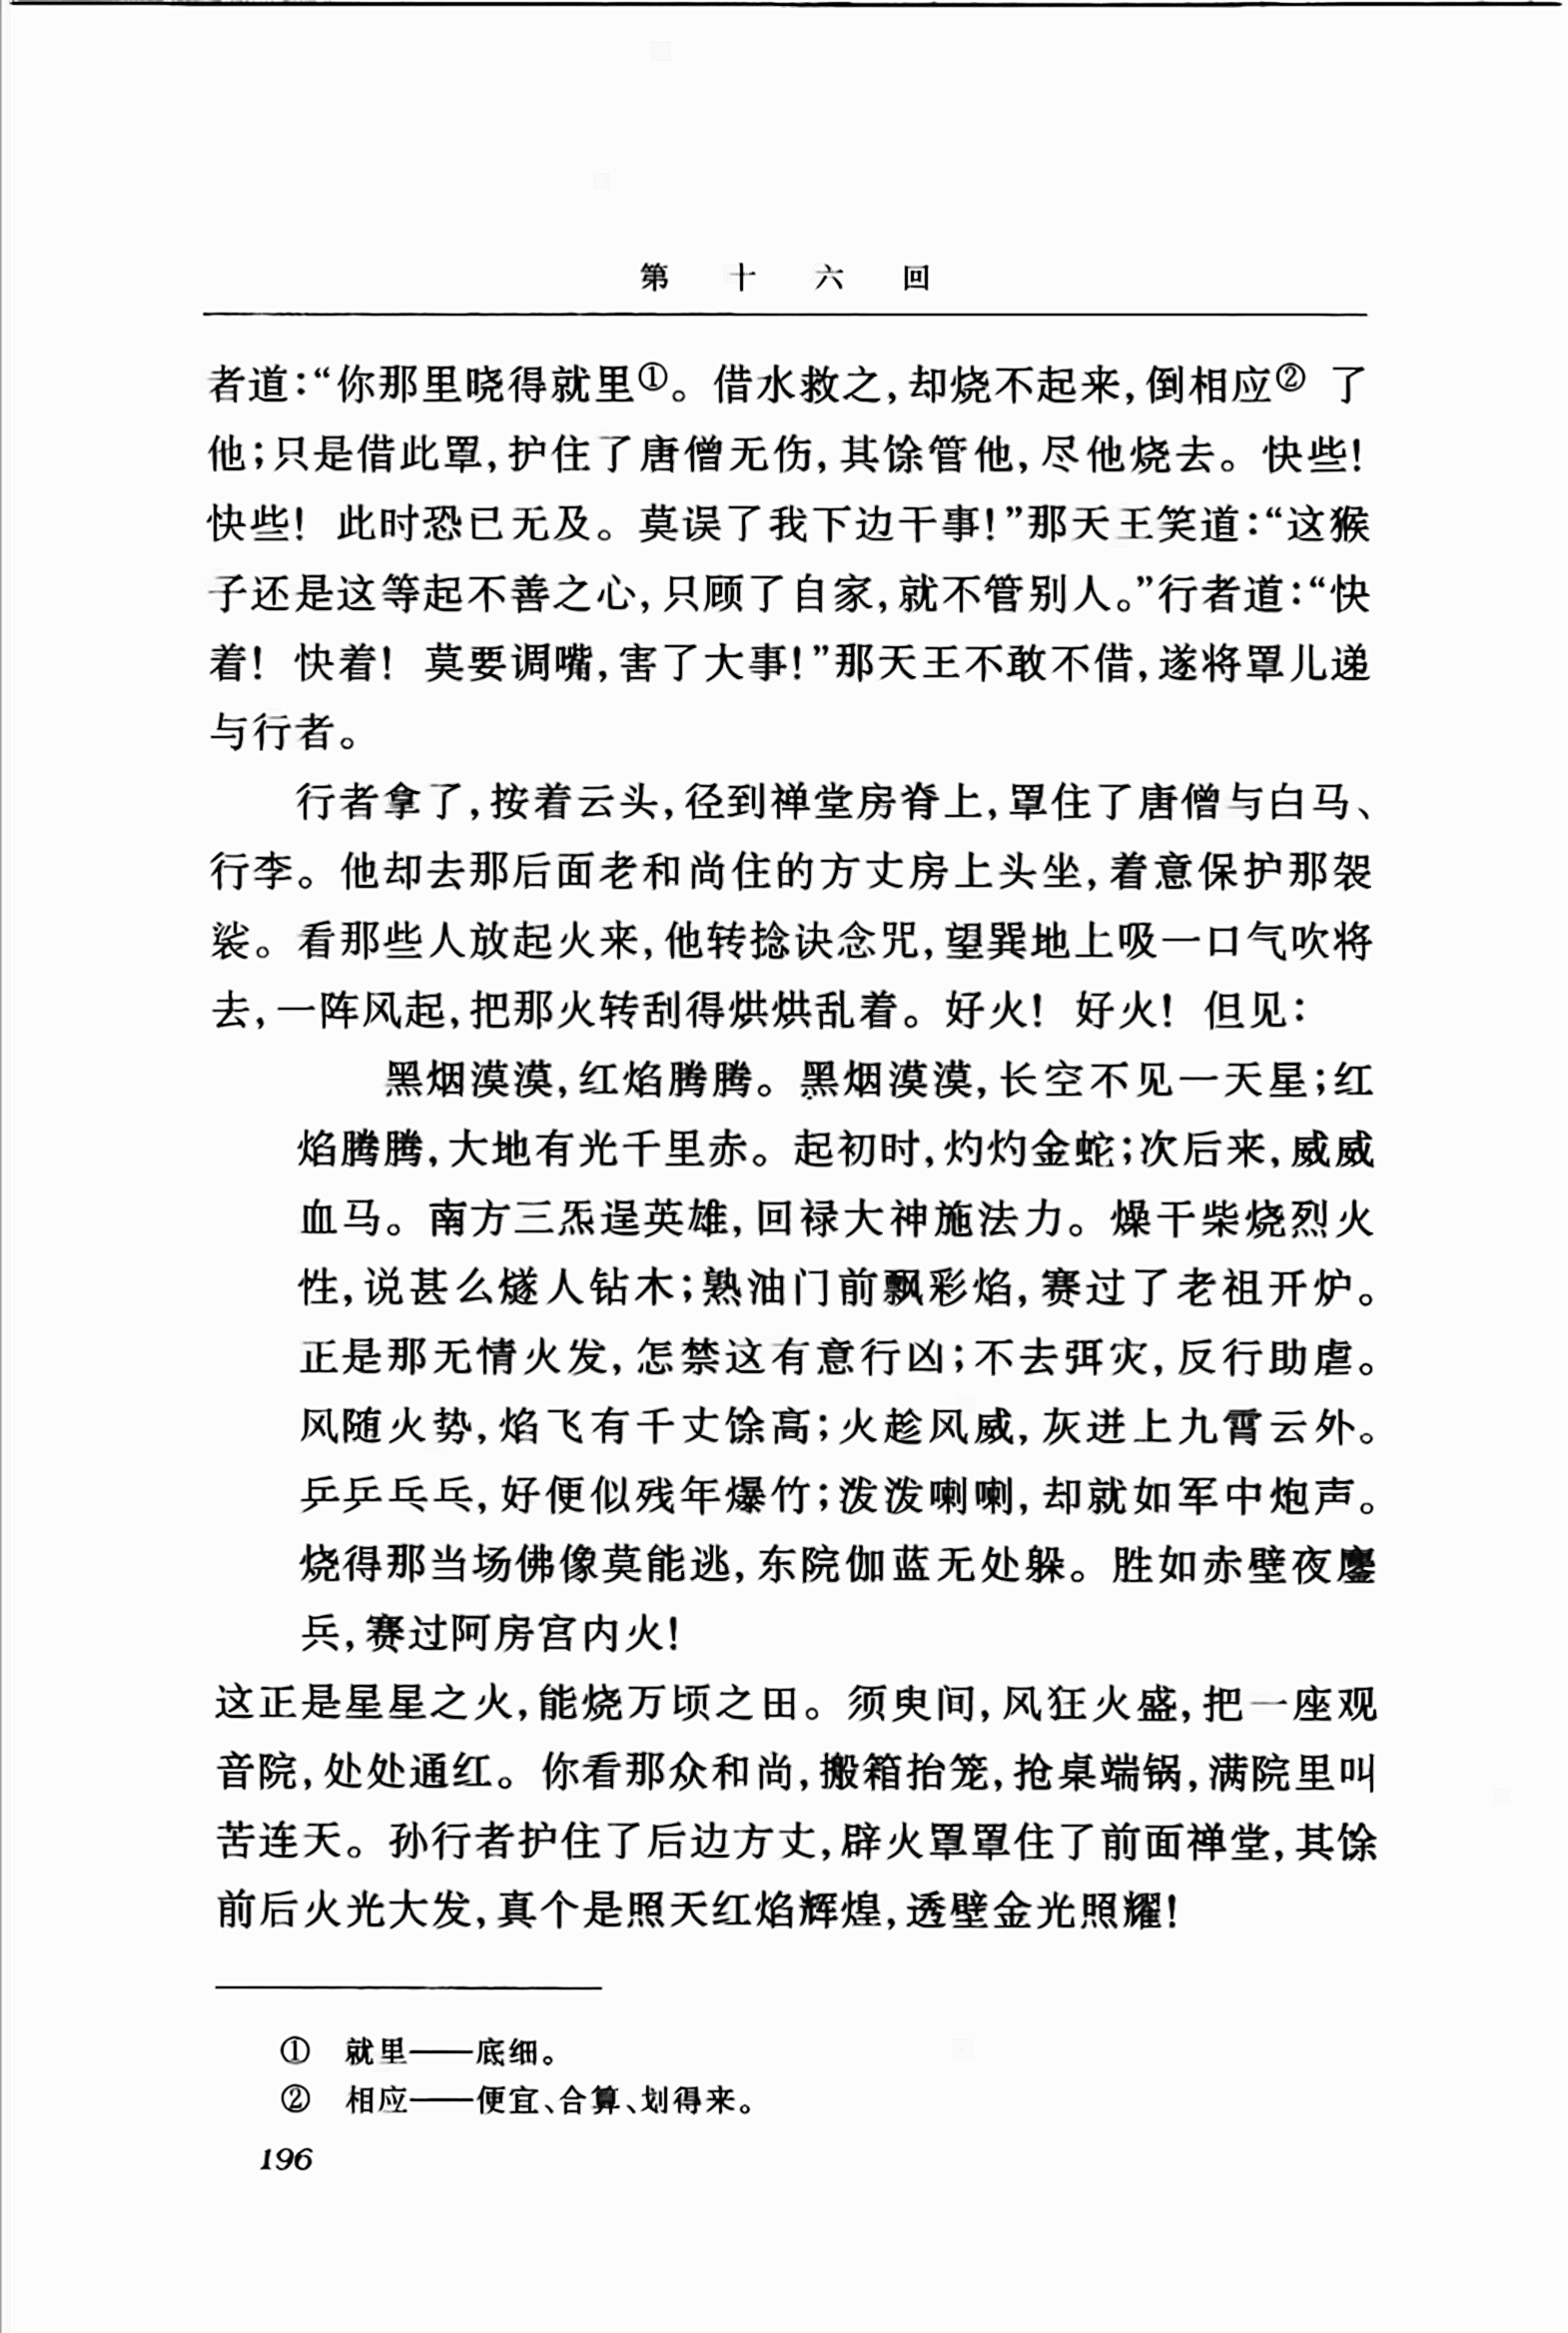 第十六回
者道：“你那里晓得就里①。借水救之，却烧不起来，倒相应② 了
他；只是借此罩，护住了唐僧无伤，其馀管他，尽他烧去。快些！
快些！此时恐已无及。莫误了我下边干事！”那天王笑道：“这猴
子还是这等起不善之心，只顾了自家，就不管别人。”行者道：“快
着！快着！莫要调嘴，害了大事！”那天王不敢不借，遂将罩儿递
与行者。
行者拿了，按着云头，径到禅堂房脊上，罩住了唐僧与白马、
行李。他却去那后面老和尚住的方丈房上头坐，着意保护那袈
裟。看那些人放起火来，他转捻诀念咒，望巽地上吸一口气吹将
去，一阵风起，把那火转刮得烘烘乱着。好火！好火！但见：
黑烟漠漠，红焰腾腾。黑烟漠漠，长空不见一天星；红
焰腾腾，大地有光千里赤。起初时，灼灼金蛇；次后来，威威
血马。南方三炁逞英雄，回禄大神施法力。燥干柴烧烈火
性，说甚么燧人钻木；熟油门前飘彩焰，赛过了老祖开炉。
正是那无情火发，怎禁这有意行凶；不去弭灾，反行助虐。
风随火势，焰飞有千丈馀高；火趁风威，灰迸上九霄云外。
乒乒乓乓，好便似残年爆竹；泼泼喇喇，却就如军中炮声。
烧得那当场佛像莫能逃，东院伽蓝无处躲。胜如赤壁夜鏖
兵，赛过阿房宫内火！
这正是星星之火，能烧万顷之田。须臾间，风狂火盛，把一座观
音院，处处通红。你看那众和尚，搬箱抬笼，抢桌端锅，满院里叫
苦连天。孙行者护住了后边方丈，辟火罩罩住了前面禅堂，其馀
前后火光大发，真个是照天红焰辉煌，透壁金光照耀！
① 就里——底细。
② 相应——便宜、合算、划得来。
196